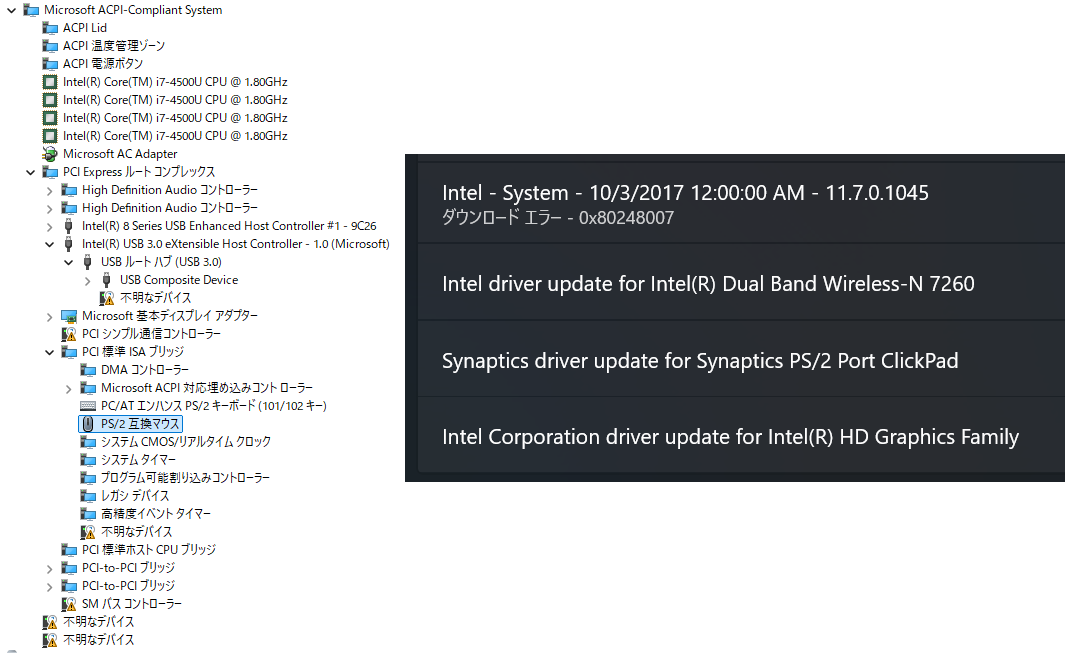 Microsoft ACPI-Compliant System
ACPI Lid
ACPI 温度管理ゾーン
ACPI 電源ボタン
Intel(R) Core(TM) i7-4500U CPU @ 1.80GHz
Intel(R) Core(TM) i7-4500U CPU @ 1.80GHz
Intel(R) Core(TM) i7-4500U CPU @ 1.80GHz
Intel(R) Core(TM) i7-4500U CPU @ 1.80GHz
Microsoft AC Adapter
PCI Express ルート コンプレックス
High Definition Audio コントローラー
High Definition Audio コントローラー
Intel(R) 8 Series USB Enhanced Host Controller #1 - 9C26
Intel(R) USB 3.0 eXtensible Host Controller - 1.0 (Microsoft)
USB ルート ハブ (USB 3.0)
USB Composite Device
不明なデバイス
Microsoft 基本ディスプレイ アダプター
PCI シンプル通信コントローラー
PCI 標準 ISA ブリッジ
DMA コントローラー
Microsoft ACPI 対応埋め込みコントローラー
PC/AT エンハンス PS/2 キーボード (101/102 キー)
PS/2 互換マウス
システム CMOS/リアルタイム クロック
システム タイマー
プログラム可能割り込みコントローラー
レガシ デバイス
高精度イベント タイマー
不明なデバイス
PCI 標準ホスト CPU ブリッジ
PCI-to-PCI ブリッジ
PCI-to-PCI ブリッジ
SM バス コントローラー
不明なデバイス
不明なデバイス
Intel - System - 10/3/2017 12:00:00 AM - 11.7.0.1045
ダウンロード エラー - 0x80248007
Intel driver update for Intel(R) Dual Band Wireless-N 7260
Synaptics driver update for Synaptics PS/2 Port ClickPad
Intel Corporation driver update for Intel(R) HD Graphics Family